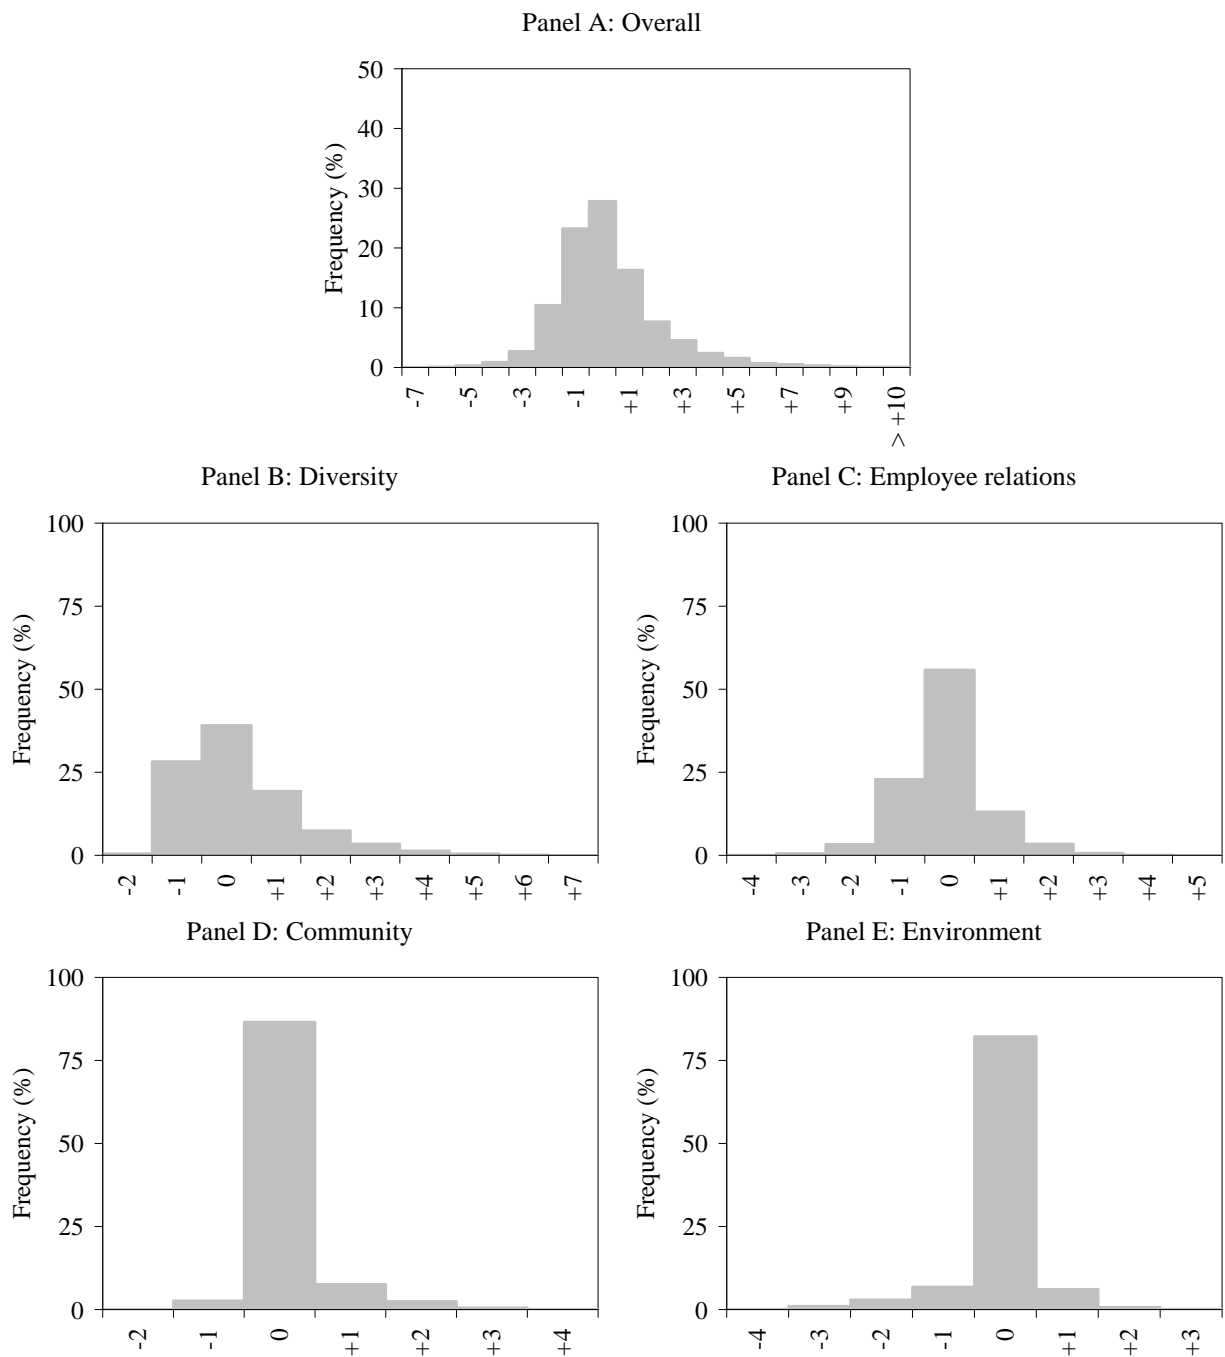 Panel A: Overall
50
40
30
20
10
0
Frequency (%)
-7 -5 -3 -1 +1 +3 +5 +7 +9 > +10
Panel B: Diversity
100
75
50
25
0
Frequency (%)
-2 -1 0 +1 +2 +3 +4 +5 +6 +7
Panel C: Employee relations
100
75
50
25
0
Frequency (%)
-4 -3 -2 -1 0 +1 +2 +3 +4 +5
Panel D: Community
100
75
50
25
0
Frequency (%)
-2 -1 0 +1 +2 +3 +4
Panel E: Environment
100
75
50
25
0
Frequency (%)
-4 -3 -2 -1 0 +1 +2 +3